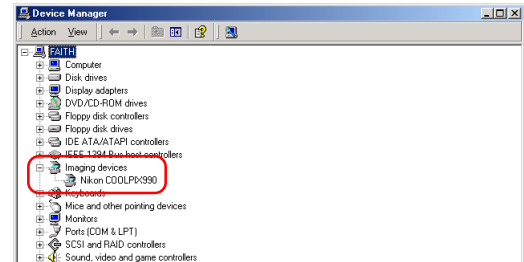 Device Manager
Action View
FAITH
Computer
Disk drives
Display adapters
DVD/CD-ROM drives
Floppy disk controllers
Floppy disk drives
IDE ATA/ATAPI controllers
IEEE 1394 Bus host controllers
Imaging devices
Nikon COOLPIX990
Keyboards
Mice and other pointing devices
Monitors
Ports (COM & LPT)
SCSI and RAID controllers
Sound, video and game controllers